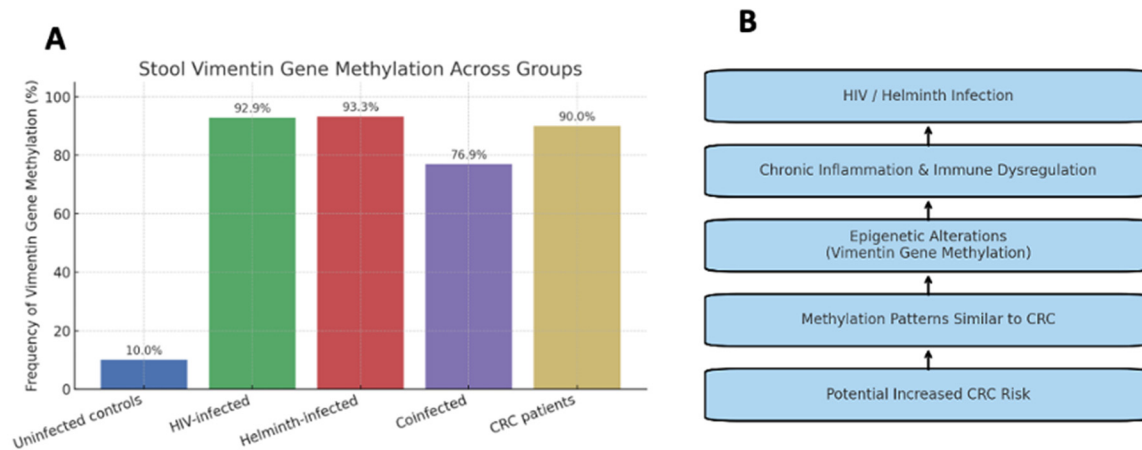 A
Stool Vimentin Gene Methylation Across Groups
Frequency of Vimentin Gene Methylation (%)
100
80
60
40
20
0
10.0%
92.9%
93.3%
76.9%
90.0%
Uninfected controls
HIV-infected
Helminth-infected
Coinfected
CRC patients
B
HIV / Helminth Infection
Chronic Inflammation & Immune Dysregulation
Epigenetic Alterations
(Vimentin Gene Methylation)
Methylation Patterns Similar to CRC
Potential Increased CRC Risk